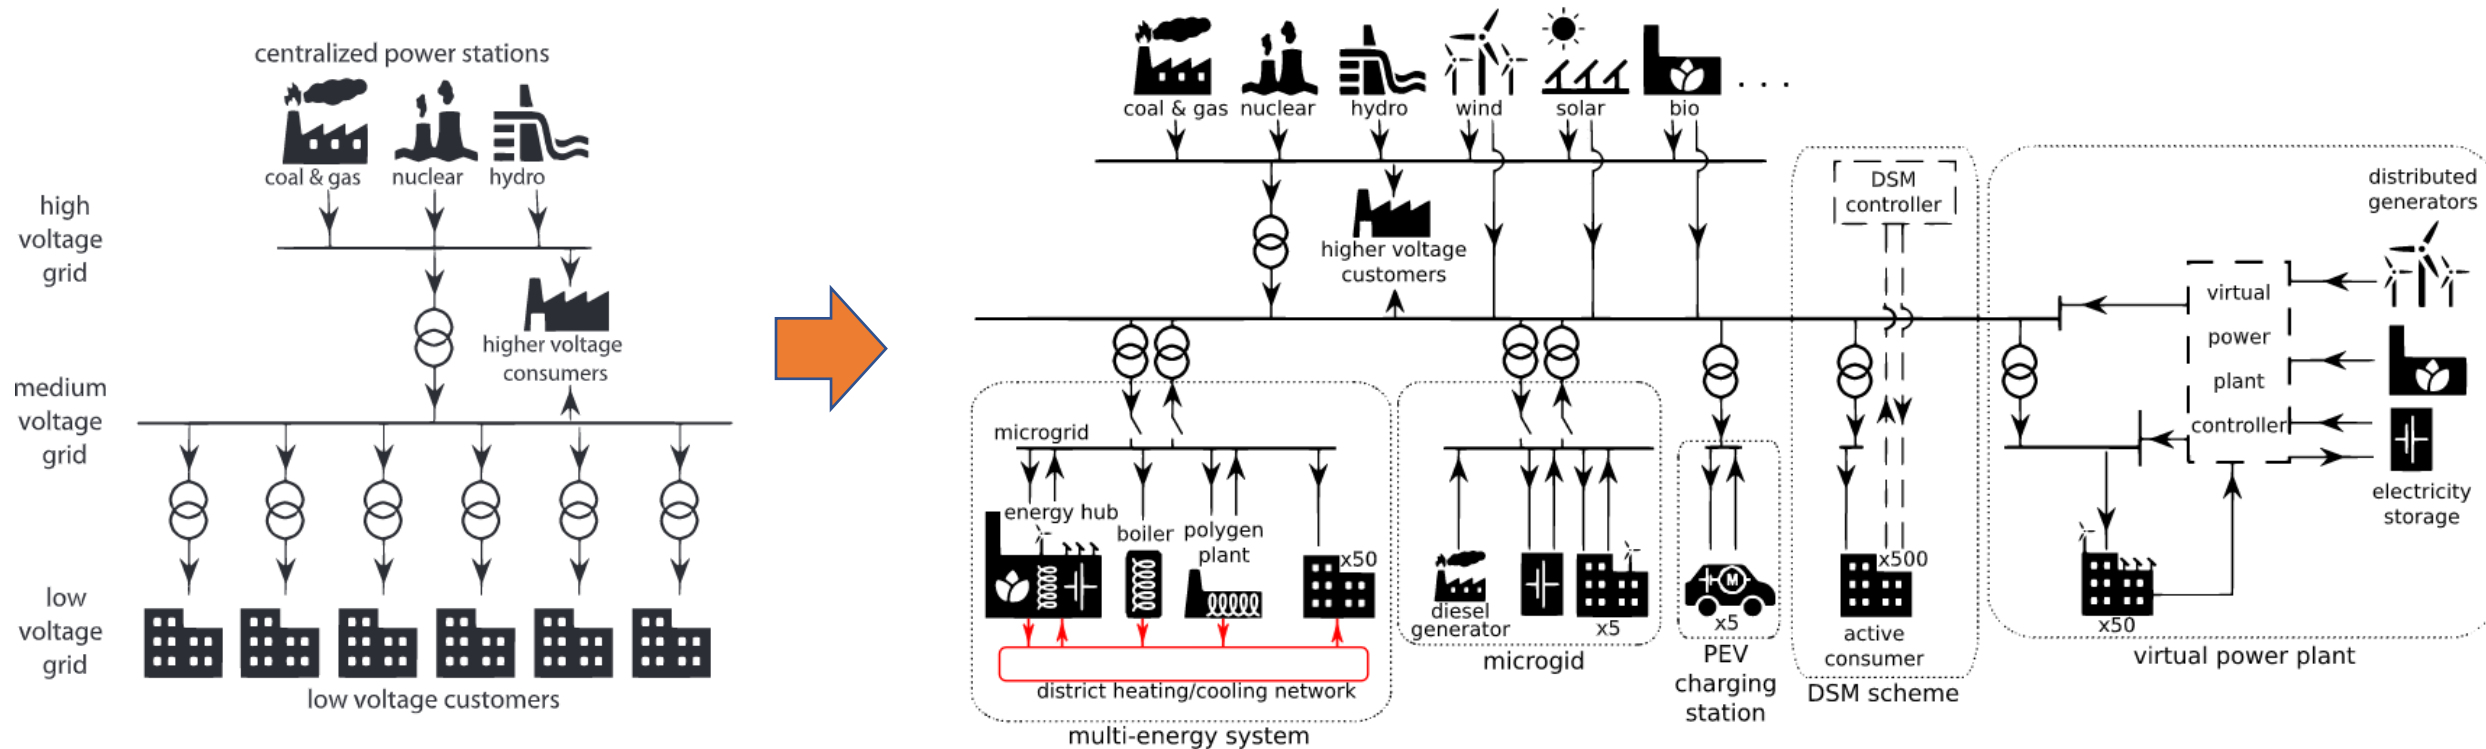 centralized power stations
coal & gas
nuclear
hydro
high
voltage
grid
higher voltage
consumers
medium
voltage
grid
low
voltage
grid
low voltage customers
coal & gas
nuclear
hydro
wind
solar
bio
. . .
higher voltage
customers
DSM
controller
distributed
generators
virtual
power
plant
controller
electricity
storage
microgrid
energy hub
boiler
polygen
plant
x50
district heating/cooling network
multi-energy system
diesel
generator
x5
microgid
M
x5
PEV
charging
station
x500
active
consumer
DSM scheme
x50
virtual power plant